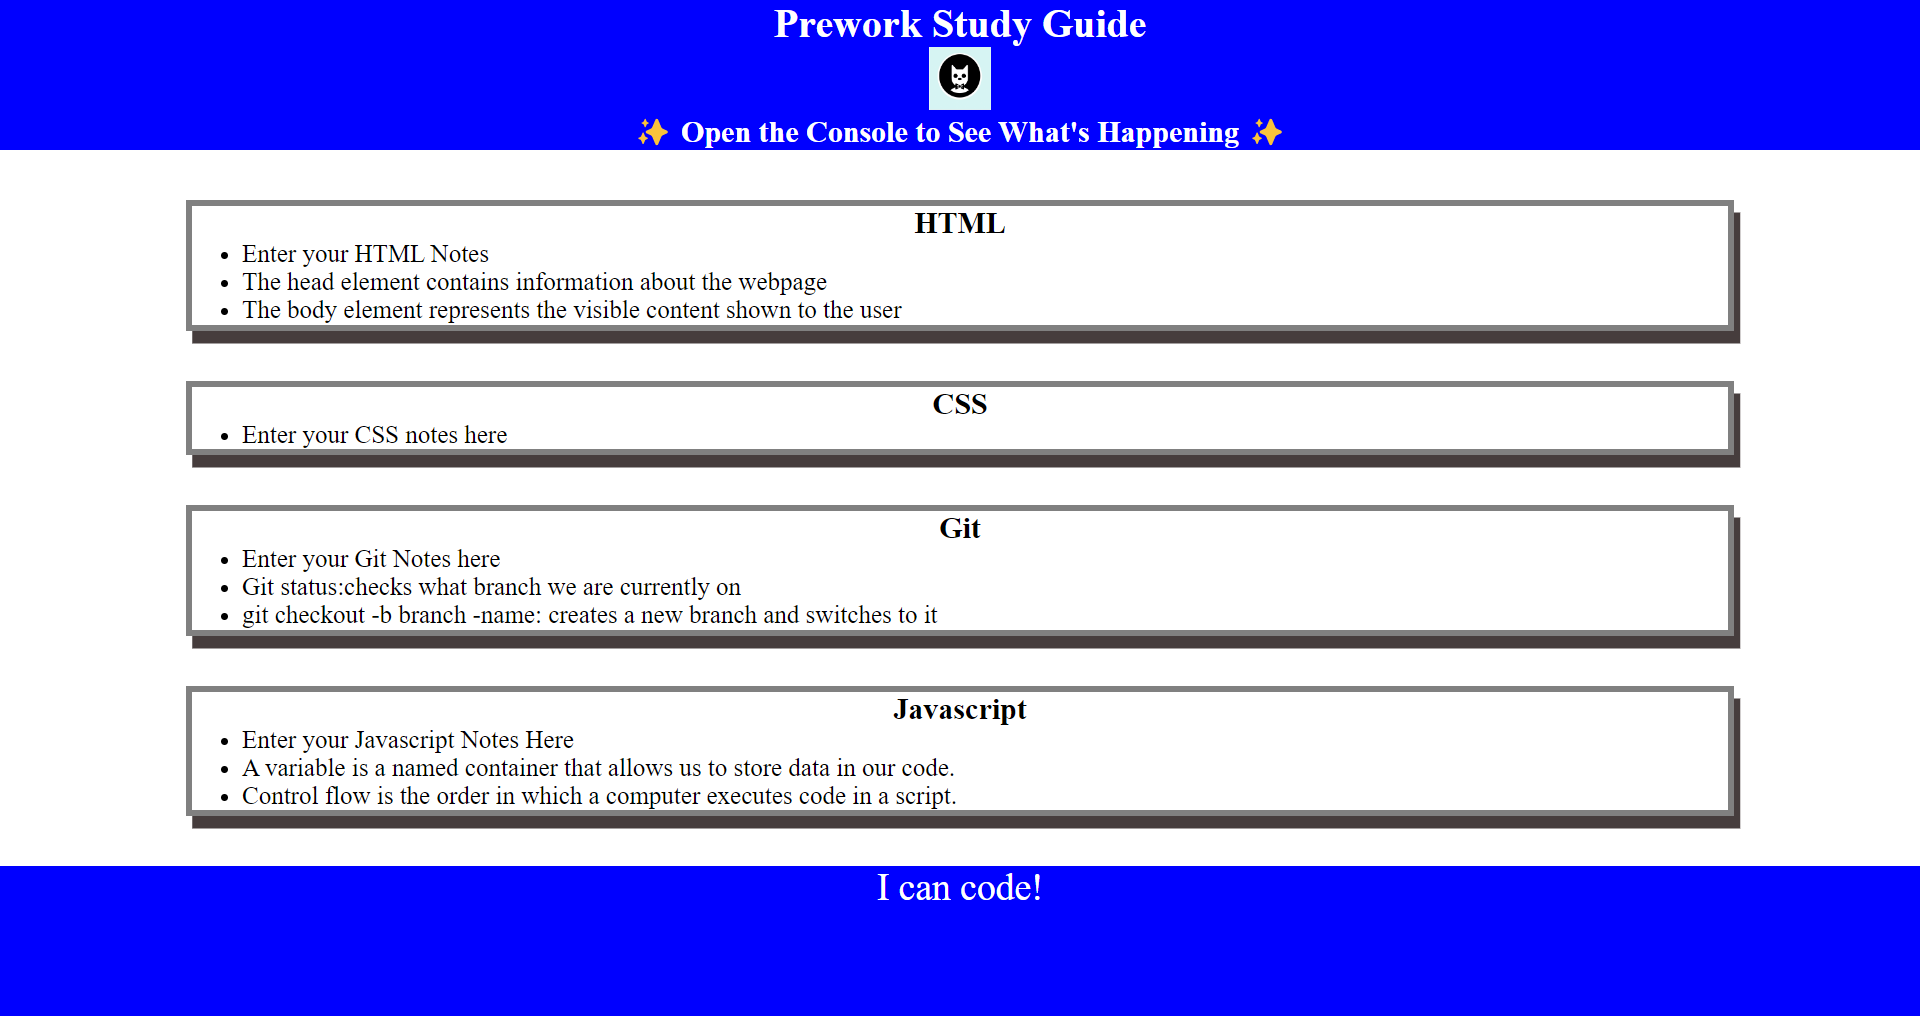 Prework Study Guide
✨ Open the Console to See What's Happening ✨
HTML
• Enter your HTML Notes
• The head element contains information about the webpage
• The body element represents the visible content shown to the user
CSS
• Enter your CSS notes here
Git
• Enter your Git Notes here
• Git status:checks what branch we are currently on
• git checkout -b branch -name: creates a new branch and switches to it
Javascript
• Enter your Javascript Notes Here
• A variable is a named container that allows us to store data in our code.
• Control flow is the order in which a computer executes code in a script.
I can code!